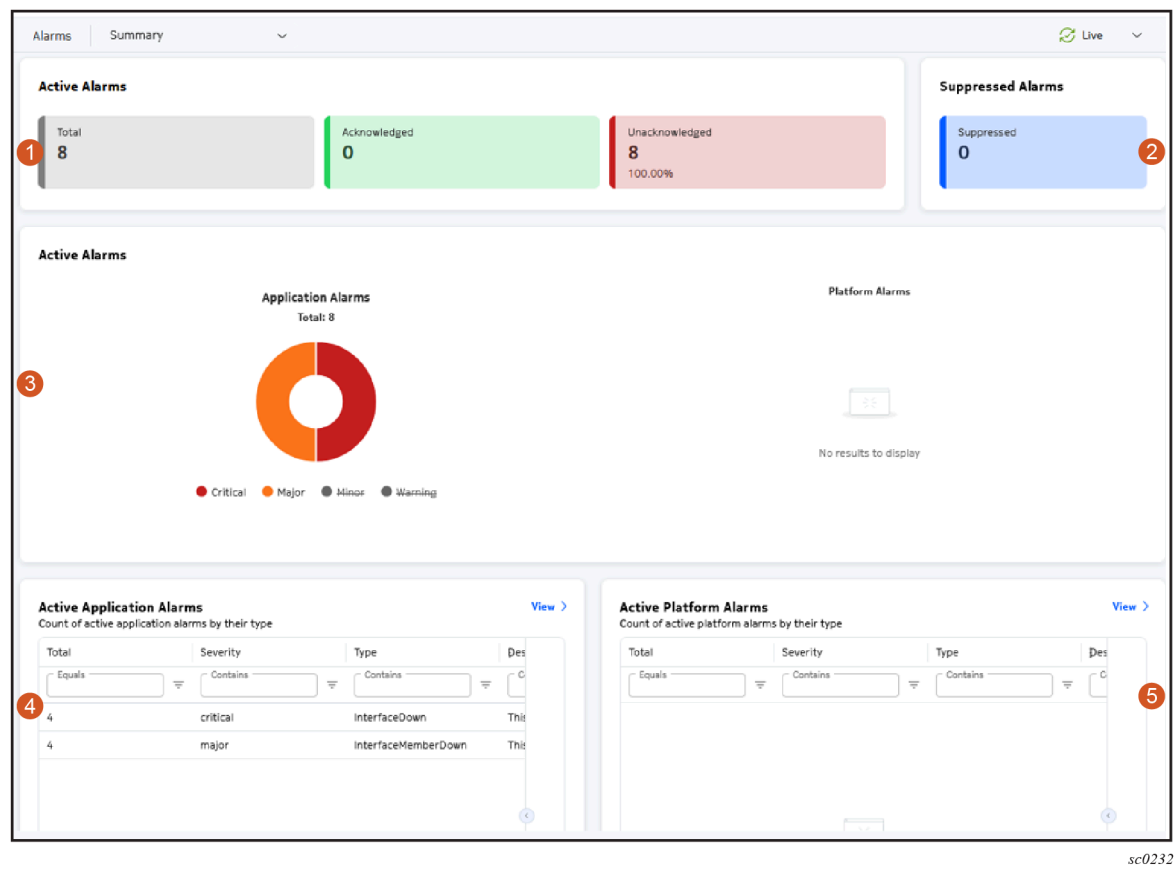 Alarms Summary Live
Active Alarms
Suppressed Alarms
Total
8
Acknowledged
0
Unacknowledged
8
100.00%
Suppressed
0
1
2
Active Alarms
Application Alarms
Total: 8
Platform Alarms
3
No results to display
Critical Major Minor Warning
Active Application Alarms View
Count of active application alarms by their type
Total Severity Type Des
Equals Contains Contains C
4 critical InterfaceDown This
4 major InterfaceMemberDown This
4
Active Platform Alarms View
Count of active platform alarms by their type
Total Severity Type Des
Equals Contains Contains C
5
sc0232